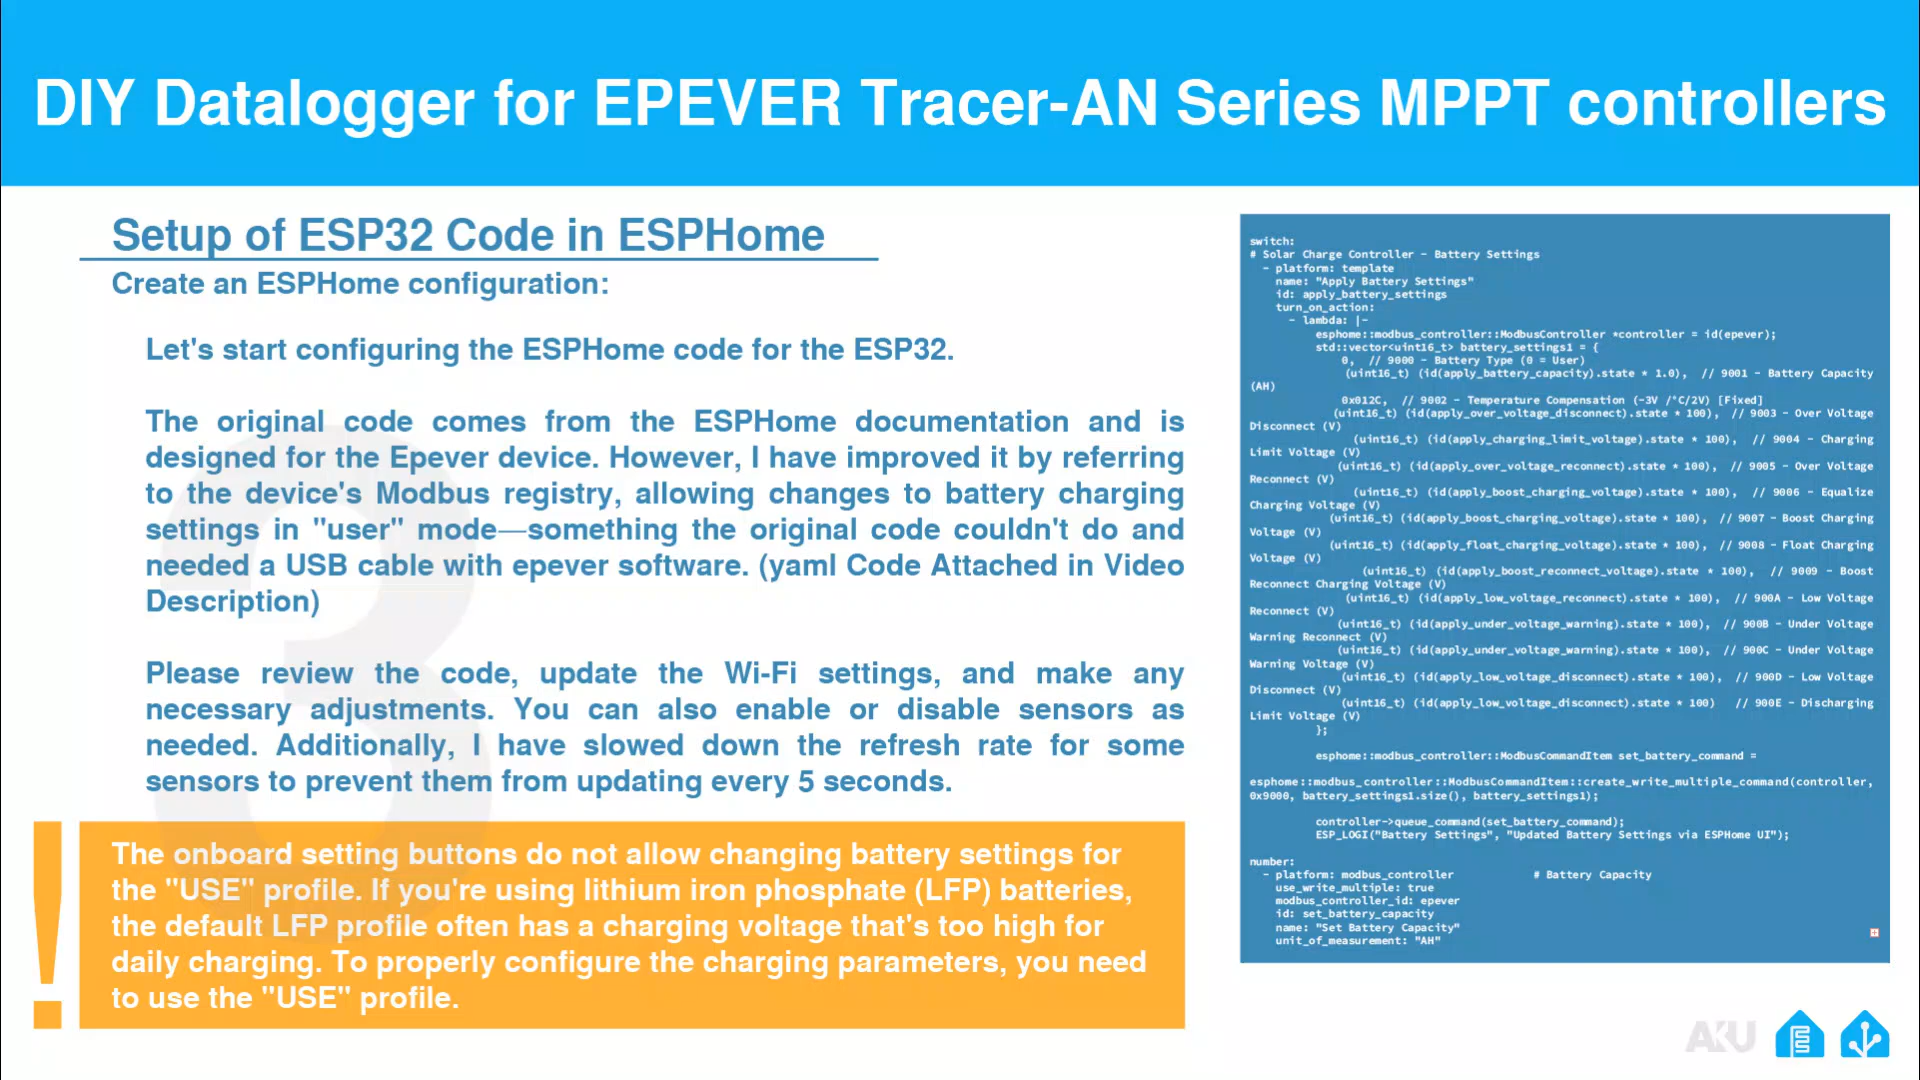 DIY Datalogger for EPEVER Tracer-AN Series MPPT controllers
Setup of ESP32 Code in ESPHome
Create an ESPHome configuration:
Let's start configuring the ESPHome code for the ESP32.
The original code comes from the ESPHome documentation and is
designed for the Epever device. However, I have improved it by referring
to the device's Modbus registry, allowing changes to battery charging
settings in "user" mode—something the original code couldn't do and
needed a USB cable with epever software. (yaml Code Attached in Video
Description)
Please review the code, update the Wi-Fi settings, and make any
necessary adjustments. You can also enable or disable sensors as
needed. Additionally, I have slowed down the refresh rate for some
sensors to prevent them from updating every 5 seconds.
3
!
The onboard setting buttons do not allow changing battery settings for
the "USE" profile. If you're using lithium iron phosphate (LFP) batteries,
the default LFP profile often has a charging voltage that's too high for
daily charging. To properly configure the charging parameters, you need
to use the "USE" profile.
switch:
# Solar Charge Controller - Battery Settings
- platform: template
name: "Apply Battery Settings"
id: apply_battery_settings
turn_on_action:
- lambda: |-
esphome::modbus_controller::ModbusController *controller = id(epever);
std::vector<uint16_t> battery_settings1 = {
0, // 9000 - Battery Type (0 = User)
(uint16_t) (id(apply_battery_capacity).state * 1.0), // 9001 - Battery Capacity
(AH)
0x012C, // 9002 - Temperature Compensation (-3V /°C/2V) [Fixed]
(uint16_t) (id(apply_over_voltage_disconnect).state * 100), // 9003 - Over Voltage
Disconnect (V)
(uint16_t) (id(apply_charging_limit_voltage).state * 100), // 9004 - Charging
Limit Voltage (V)
(uint16_t) (id(apply_over_voltage_reconnect).state * 100), // 9005 - Over Voltage
Reconnect (V)
(uint16_t) (id(apply_boost_charging_voltage).state * 100), // 9006 - Equalize
Charging Voltage (V)
(uint16_t) (id(apply_boost_charging_voltage).state * 100), // 9007 - Boost Charging
Voltage (V)
(uint16_t) (id(apply_float_charging_voltage).state * 100), // 9008 - Float Charging
Voltage (V)
(uint16_t) (id(apply_boost_reconnect_voltage).state * 100), // 9009 - Boost
Reconnect Charging Voltage (V)
(uint16_t) (id(apply_low_voltage_reconnect).state * 100), // 900A - Low Voltage
Reconnect (V)
(uint16_t) (id(apply_under_voltage_warning).state * 100), // 900B - Under Voltage
Warning Reconnect (V)
(uint16_t) (id(apply_under_voltage_warning).state * 100), // 900C - Under Voltage
Warning Voltage (V)
(uint16_t) (id(apply_low_voltage_disconnect).state * 100), // 900D - Low Voltage
Disconnect (V)
(uint16_t) (id(apply_low_voltage_disconnect).state * 100) // 900E - Discharging
Limit Voltage (V)
};
esphome::modbus_controller::ModbusCommandItem set_battery_command =
esphome::modbus_controller::ModbusCommandItem::create_write_multiple_command(controller,
0x9000, battery_settings1.size(), battery_settings1);
controller->queue_command(set_battery_command);
ESP_LOGI("Battery Settings", "Updated Battery Settings via ESPHome UI");
number:
- platform: modbus_controller # Battery Capacity
use_write_multiple: true
modbus_controller_id: epever
id: set_battery_capacity
name: "Set Battery Capacity"
unit_of_measurement: "AH"
AKU